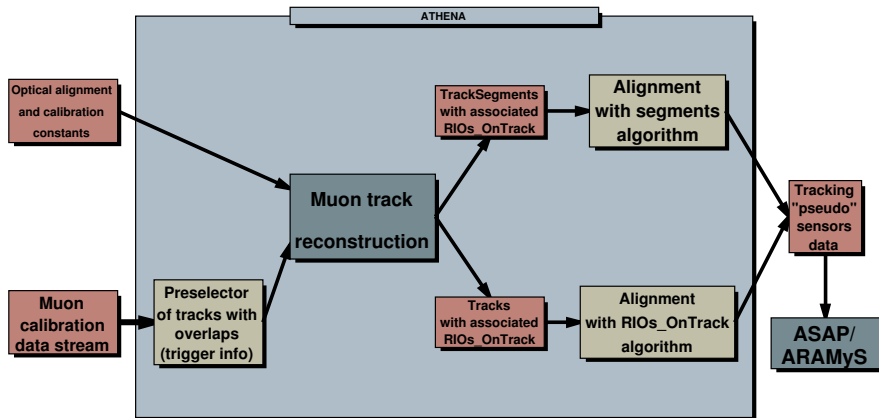 ATHENA
Optical alignment
and calibration
constants
TrackSegments
with associated
RIOs_OnTrack
Alignment
with segments
algorithm
Muon track
reconstruction
Tracking
"pseudo"
sensors
data
Muon
calibration
data stream
Preselector
of tracks with
overlaps
(trigger info)
Tracks
with associated
RIOs_OnTrack
Alignment
with RIOs_OnTrack
algorithm
ASAP/
ARAMyS